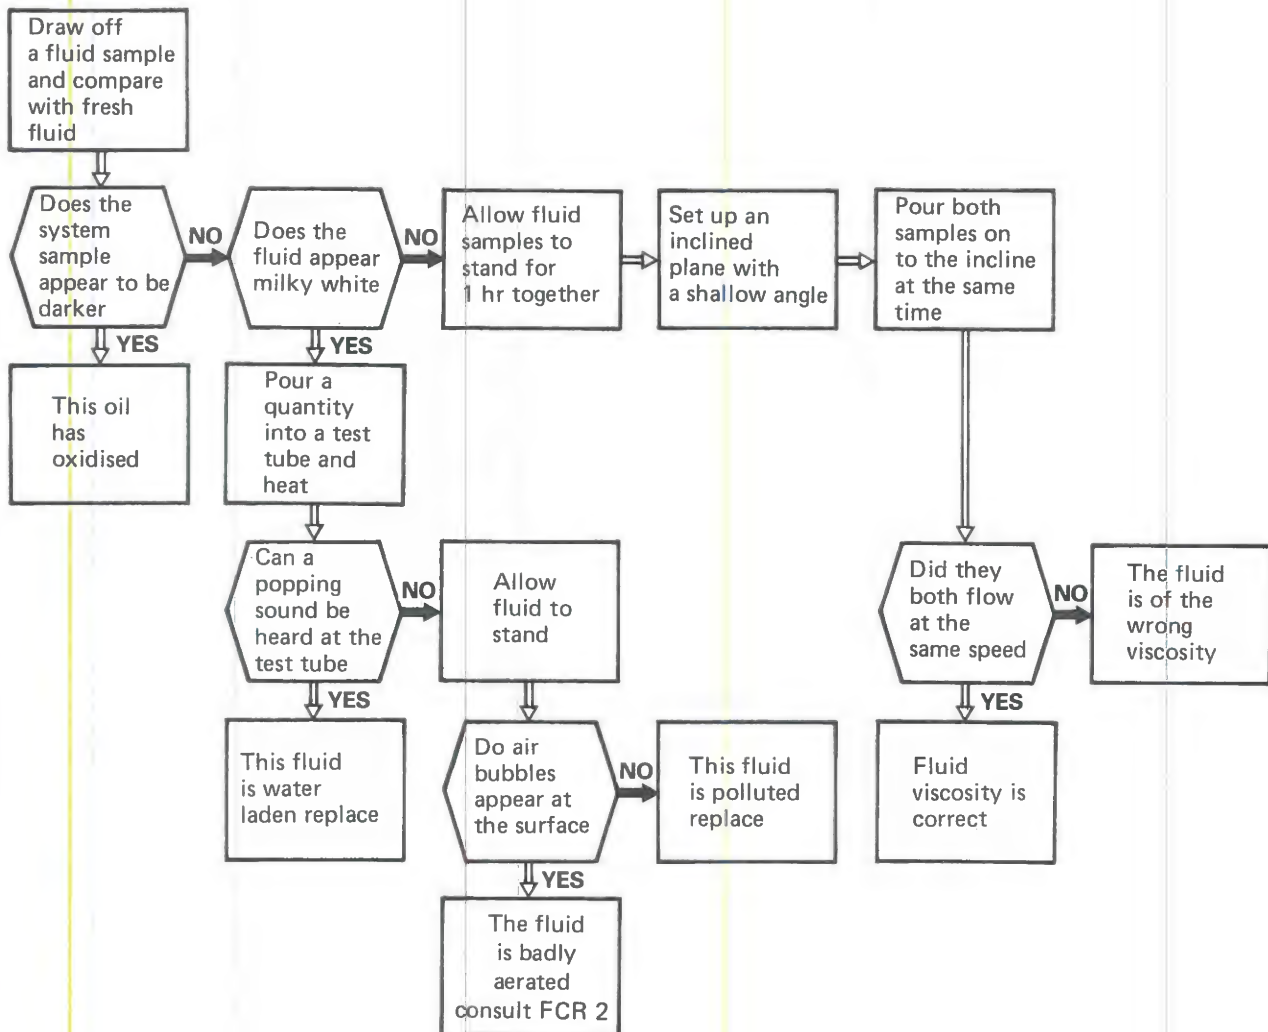 Draw off
a fluid sample
and compare
with fresh
fluid
Does the
system
sample
appear to be
darker
NO
YES
This oil
has
oxidised
Does the
fluid appear
milky white
NO
YES
Allow fluid
samples to
stand for
1 hr together
Set up an
inclined
plane with
a shallow angle
Pour both
samples on
to the incline
at the same
time
Pour a
quantity
into a test
tube and
heat
Can a
popping
sound be
heard at the
test tube
NO
YES
Allow
fluid to
stand
This fluid
is water
laden replace
Do air
bubbles
appear at
the surface
NO
YES
This fluid
is polluted
replace
The fluid
is badly
aerated
consult FCR 2
Did they
both flow
at the
same speed
NO
YES
The fluid
is of the
wrong
viscosity
Fluid
viscosity is
correct